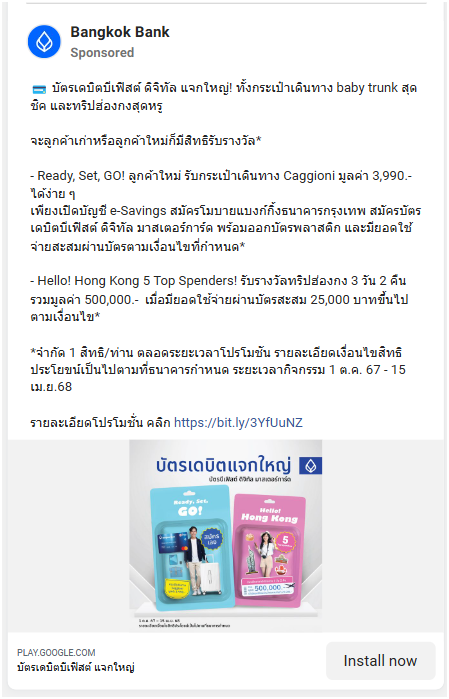 Bangkok Bank
Sponsored
บัตรเดบิตบีเฟิสต์ ดิจิทัล แจกใหญ่! ทั้งกระเป๋าเดินทาง baby trunk สุด
ชิค และทริปฮ่องกงสุดหรู
จะลูกค้าเก่าหรือลูกค้าใหม่ก็มีสิทธิรับรางวัล*
- Ready, Set, GO! ลูกค้าใหม่ รับกระเป๋าเดินทาง Caggioni มูลค่า 3,990.-
ได้ง่าย ๆ
เพียงเปิดบัญชี e-Savings สมัครโมบายแบงก์กิ้งธนาคารกรุงเทพ สมัครบัตร
เดบิตบีเฟิสต์ ดิจิทัล มาสเตอร์การ์ด พร้อมออกบัตรพลาสติก และมียอดใช้
จ่ายสะสมผ่านบัตรตามเงื่อนไขที่กำหนด*
- Hello! Hong Kong 5 Top Spenders! รับรางวัลทริปฮ่องกง 3 วัน 2 คืน
รวมมูลค่า 500,000.- เมื่อมียอดใช้จ่ายผ่านบัตรสะสม 25,000 บาทขึ้นไป
ตามเงื่อนไข*
*จำกัด 1 สิทธิ/ท่าน ตลอดระยะเวลาโปรโมชัน รายละเอียดเงื่อนไขสิทธิ
ประโยชน์เป็นไปตามที่ธนาคารกำหนด ระยะเวลากิจกรรม 1 ต.ค. 67 - 15
เม.ย.68
รายละเอียดโปรโมชั่น คลิก https://bit.ly/3YfUuNZ
บัตรเดบิตแจกใหญ่
บัตรบีเฟิสต์ ดิจิทัล มาสเตอร์การ์ด
Ready, Set,
GO!
สมัคร
เลย
Hello!
Hong Kong
5
500,000
1 ต.ค. 67 - 15 เม.ย. 68
PLAY.GOOGLE.COM
บัตรเดบิตบีเฟิสต์ แจกใหญ่
Install now